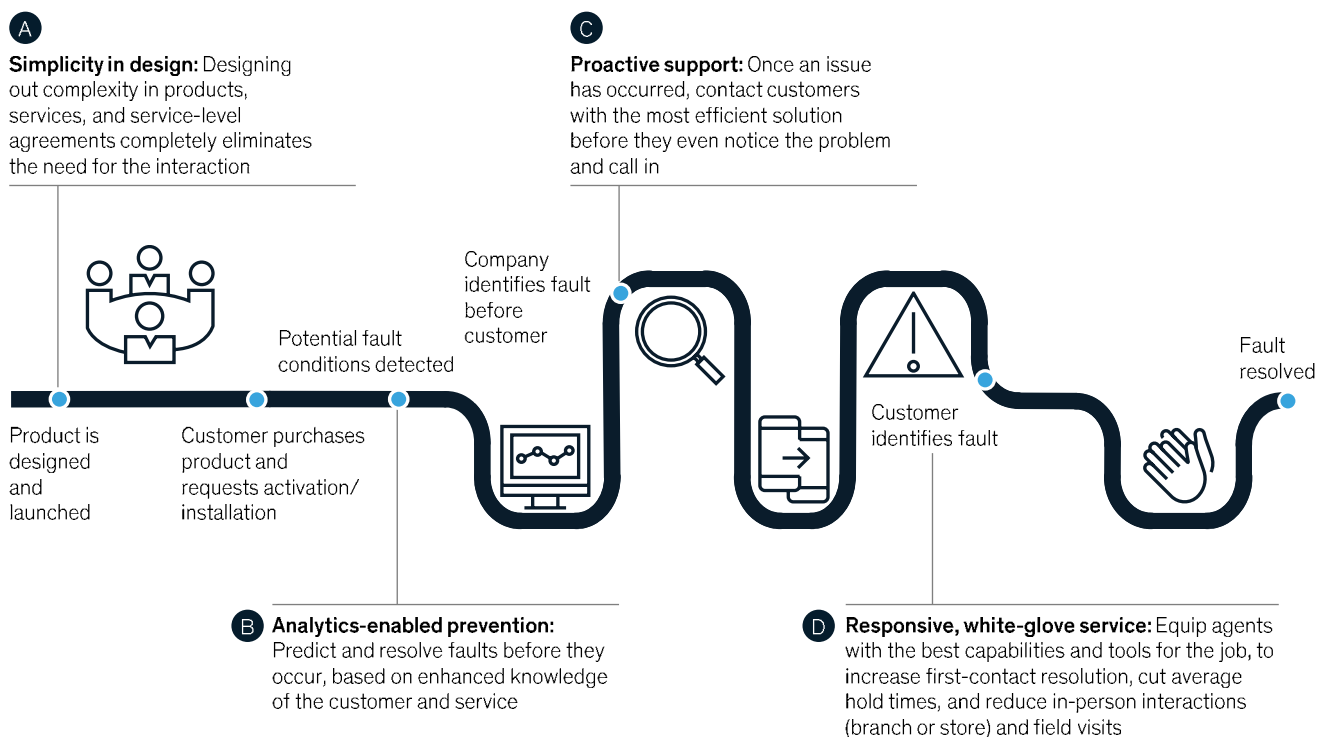 A
Simplicity in design: Designing
out complexity in products,
services, and service-level
agreements completely eliminates
the need for the interaction
C
Proactive support: Once an issue
has occurred, contact customers
with the most efficient solution
before they even notice the problem
and call in
Product is
designed
and
launched
Customer purchases
product and
requests activation/
installation
Potential fault
conditions detected
Company
identifies fault
before
customer
Customer
identifies fault
Fault
resolved
B
Analytics-enabled prevention:
Predict and resolve faults before they
occur, based on enhanced knowledge
of the customer and service
D
Responsive, white-glove service: Equip agents
with the best capabilities and tools for the job, to
increase first-contact resolution, cut average
hold times, and reduce in-person interactions
(branch or store) and field visits